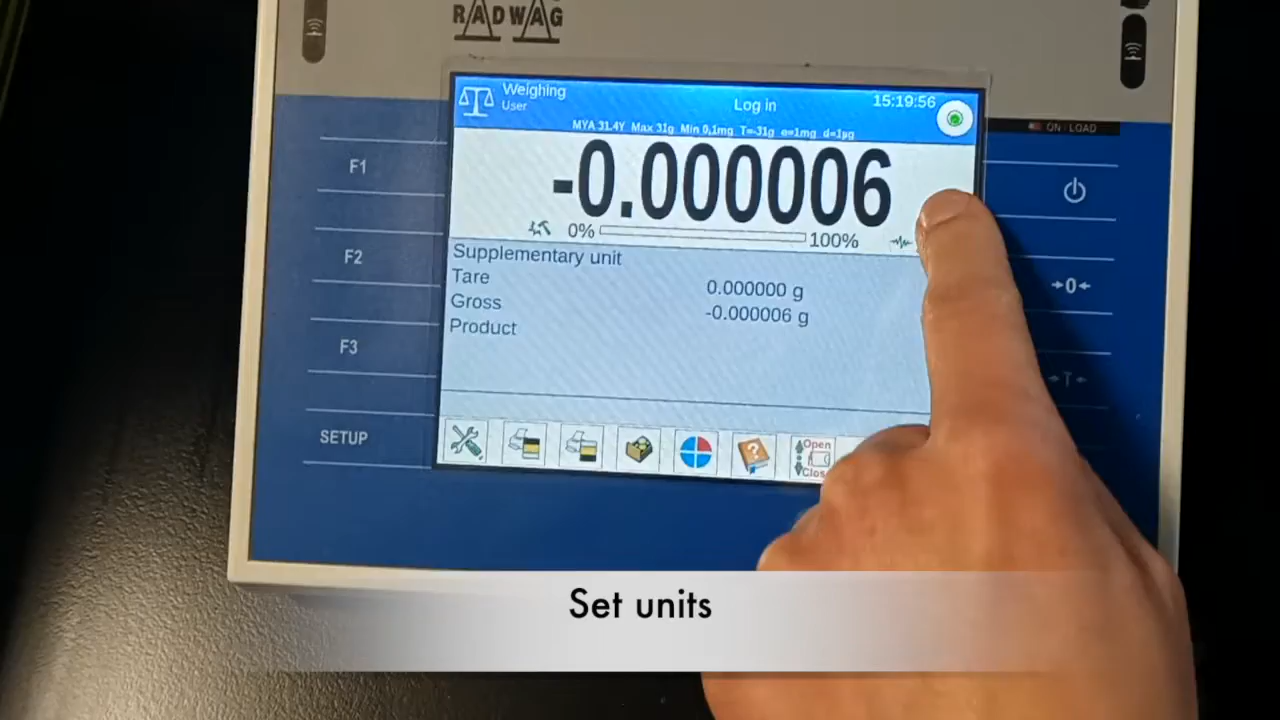 RADWAG
Weighing
User
Log in
15:19:56
MYA 31.4Y Max 31g Min 0,1mg T=-31g e=1mg d=1µg
ON : LOAD
-0.000006
0%
100%
Supplementary unit
Tare 0.000000 g
Gross -0.000006 g
Product
F1
F2
F3
SETUP
→0←
→T←
Open
Close
Set units